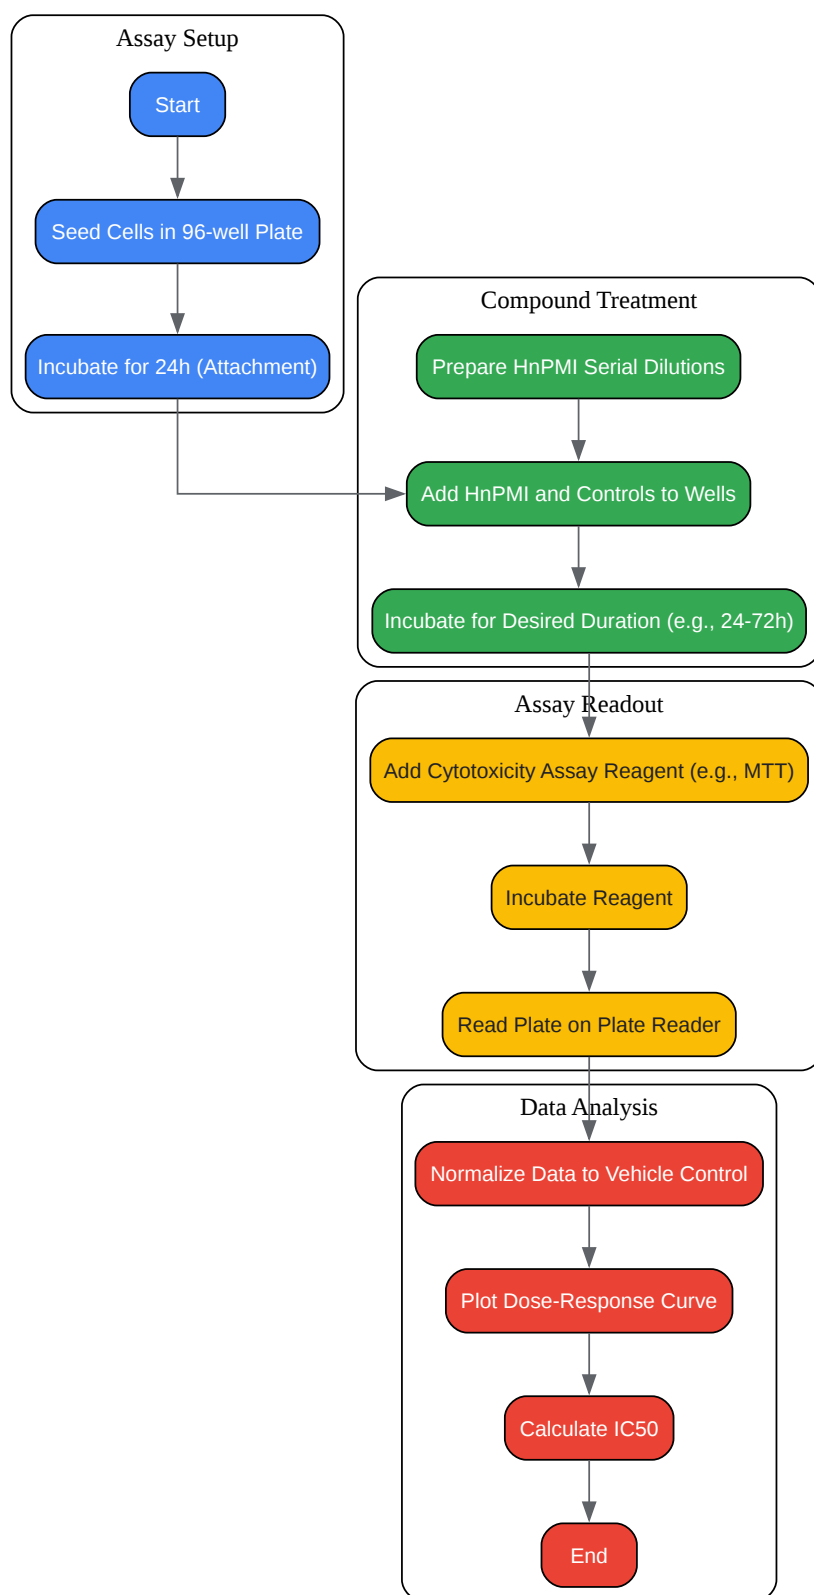 Assay Setup
Start
Seed Cells in 96-well Plate
Incubate for 24h (Attachment)
Compound Treatment
Prepare HnPMI Serial Dilutions
Add HnPMI and Controls to Wells
Incubate for Desired Duration (e.g., 24-72h)
Assay Readout
Add Cytotoxicity Assay Reagent (e.g., MTT)
Incubate Reagent
Read Plate on Plate Reader
Data Analysis
Normalize Data to Vehicle Control
Plot Dose-Response Curve
Calculate IC50
End